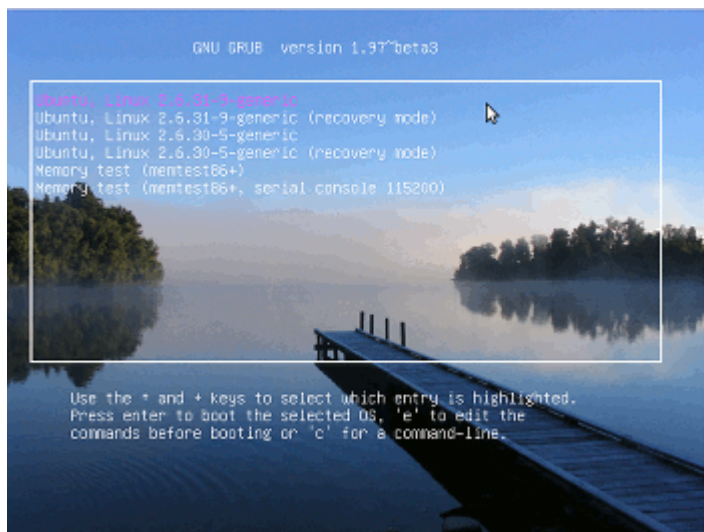 GNU GRUB version 1.97~beta3
Ubuntu, Linux 2.6.31-9-generic
Ubuntu, Linux 2.6.31-9-generic (recovery mode)
Ubuntu, Linux 2.6.30-5-generic
Ubuntu, Linux 2.6.30-5-generic (recovery mode)
Memory test (memtest86+)
Memory test (memtest86+, serial console 115200)
Use the ↑ and ↓ keys to select which entry is highlighted.
Press enter to boot the selected OS, 'e' to edit the
commands before booting or 'c' for a command-line.